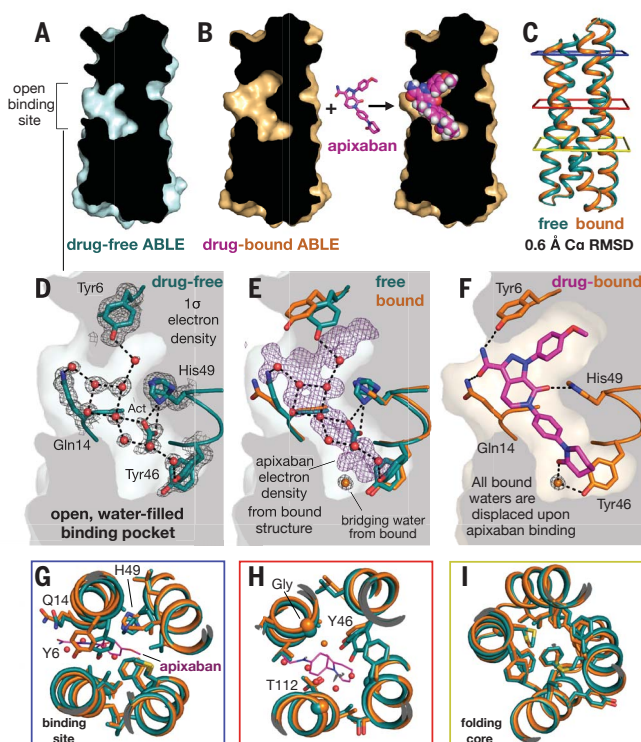 A
B
C
open
binding
site
+
apixaban
drug-free ABLE
drug-bound ABLE
free bound
0.6 Å Cα RMSD
D
Tyr6
drug-free
1σ
electron
density
His49
Act
Gln14
Tyr46
open, water-filled
binding pocket
E
free
bound
apixaban
electron
density
from bound
structure
bridging water
from bound
F
drug-bound
Tyr6
His49
Gln14
All bound
waters are
displaced upon
apixaban binding
Tyr46
G
H49
Q14
Y6
apixaban
binding
site
H
Gly
Y46
T112
I
folding
core